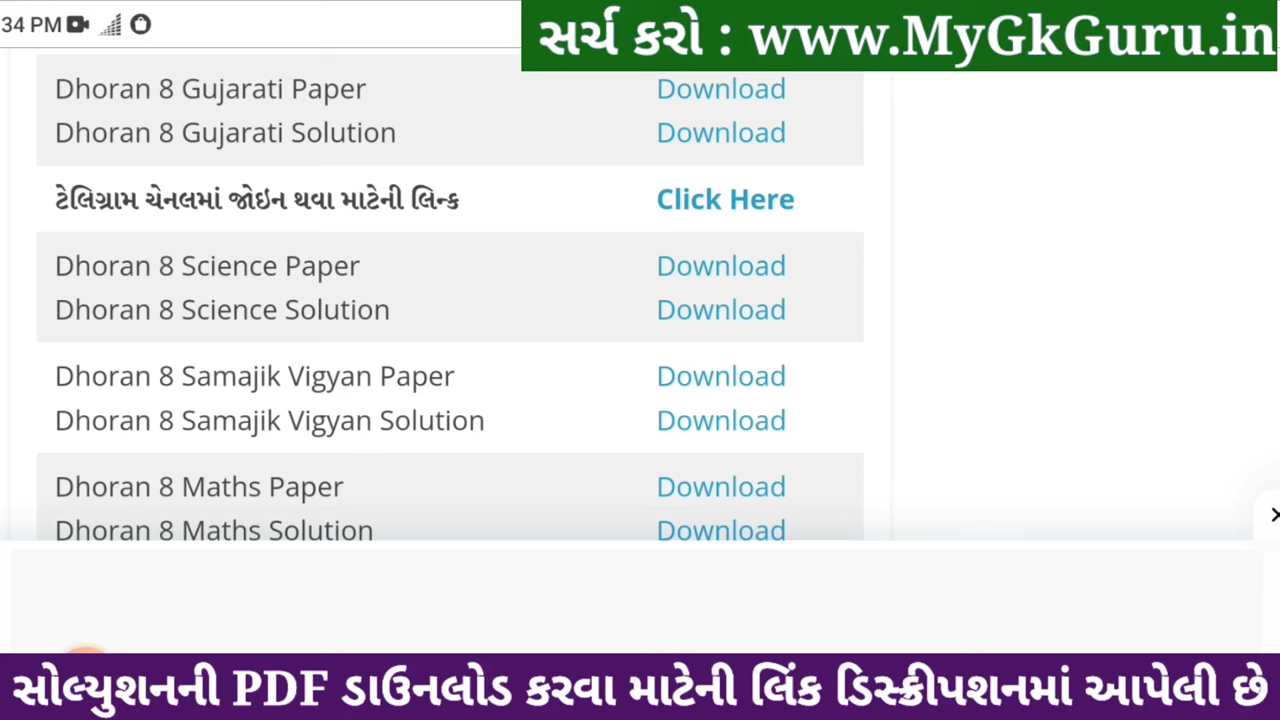 34 PM
સર્ચ કરો : www.MyGkGuru.in
Dhoran 8 Gujarati Paper Download
Dhoran 8 Gujarati Solution Download
ટેલિગ્રામ ચેનલમાં જોઇન થવા માટેની લિન્ક Click Here
Dhoran 8 Science Paper Download
Dhoran 8 Science Solution Download
Dhoran 8 Samajik Vigyan Paper Download
Dhoran 8 Samajik Vigyan Solution Download
Dhoran 8 Maths Paper Download
Dhoran 8 Maths Solution Download
સોલ્યુશનની PDF ડાઉનલોડ કરવા માટેની લિંક ડિસ્ક્રીપશનમાં આપેલી છે